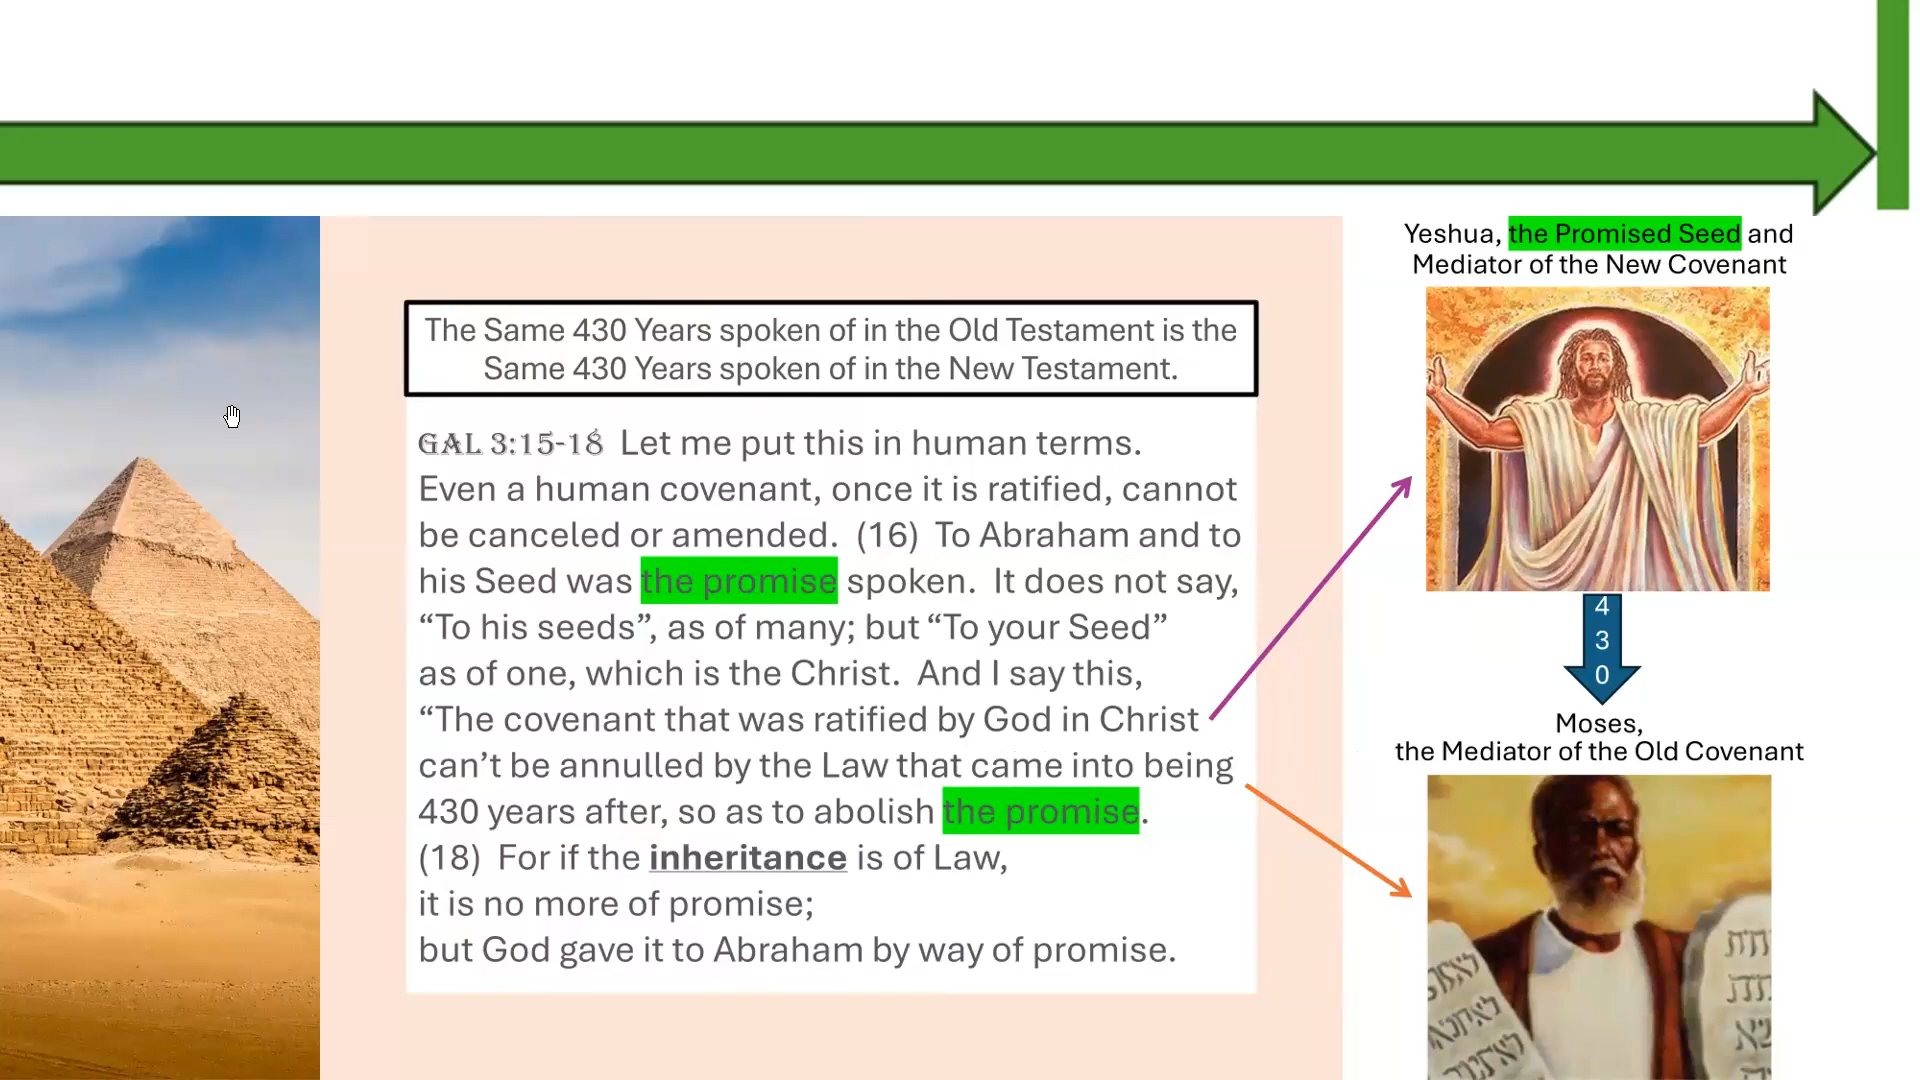 The Same 430 Years spoken of in the Old Testament is the
Same 430 Years spoken of in the New Testament.
GAL 3:15-18 Let me put this in human terms.
Even a human covenant, once it is ratified, cannot
be canceled or amended. (16) To Abraham and to
his Seed was the promise spoken. It does not say,
“To his seeds”, as of many; but “To your Seed”
as of one, which is the Christ. And I say this,
“The covenant that was ratified by God in Christ
can’t be annulled by the Law that came into being
430 years after, so as to abolish the promise.
(18) For if the inheritance is of Law,
it is no more of promise;
but God gave it to Abraham by way of promise.
Yeshua, the Promised Seed and
Mediator of the New Covenant
4
3
0
Moses,
the Mediator of the Old Covenant